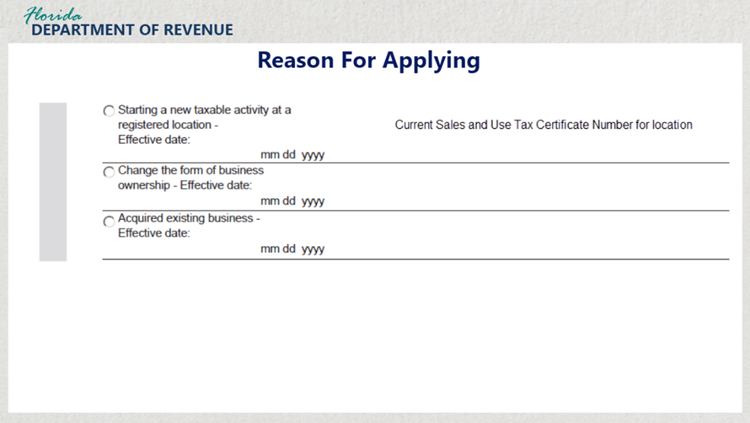 Florida
DEPARTMENT OF REVENUE
Reason For Applying
Starting a new taxable activity at a
registered location -
Current Sales and Use Tax Certificate Number for location
Effective date:
mm dd yyyy
Change the form of business
ownership - Effective date:
mm dd yyyy
Acquired existing business -
Effective date:
mm dd yyyy